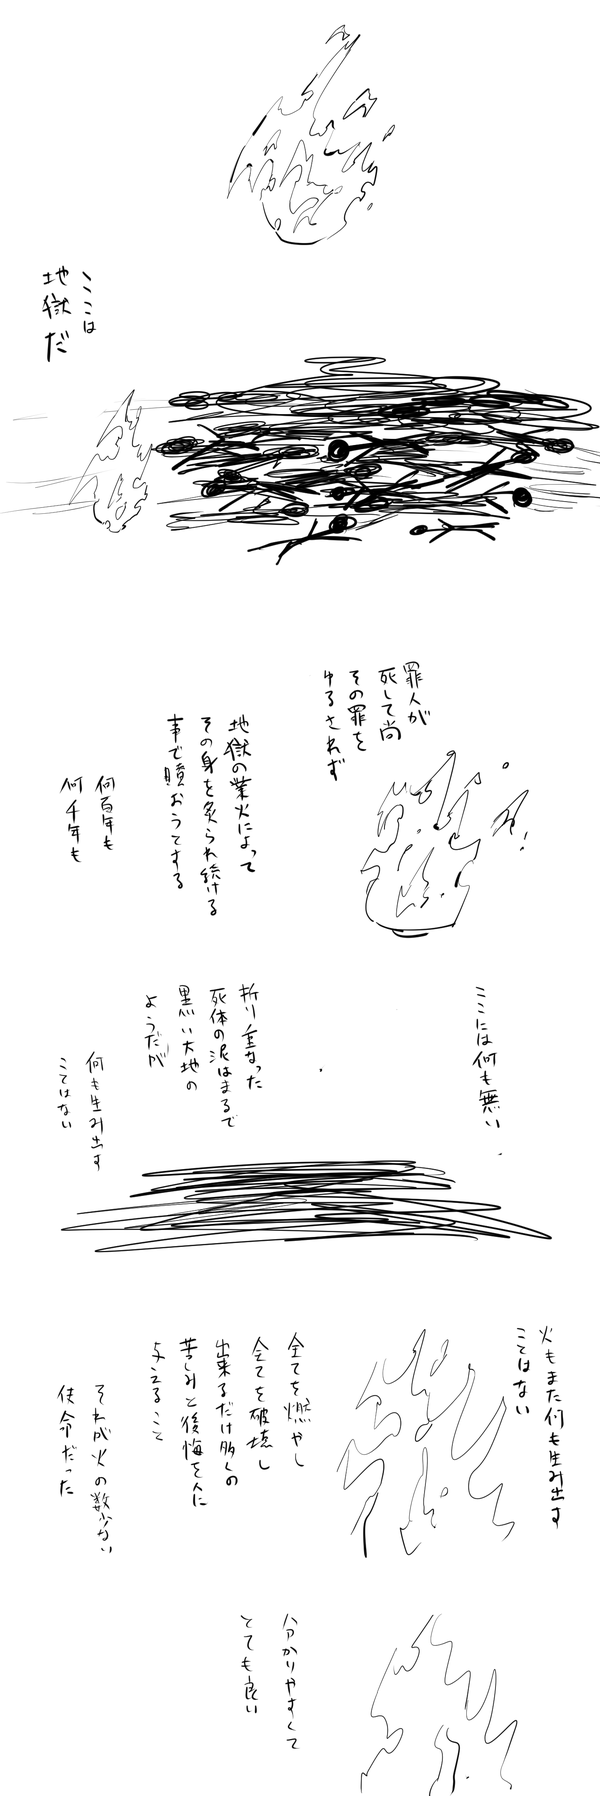 ここは
地獄だ
罪人が
死して尚
その罪を
ゆるされず
地獄の業火によって
その身を炙られ続ける
事で贖おうてする
何百年も
何千年も
ここには何も無い
折り重なった
死体の泥はまるで
黒い大地の
ようだが
何も生み出す
ことはない
火もまた何も生み出す
ことはない
全てを燃やし
全てを破壊し
出来るだけ多くの
苦しみと後悔を人に
与えること
それが火の数少ない
使命だった
分かりやすくて
とても良い